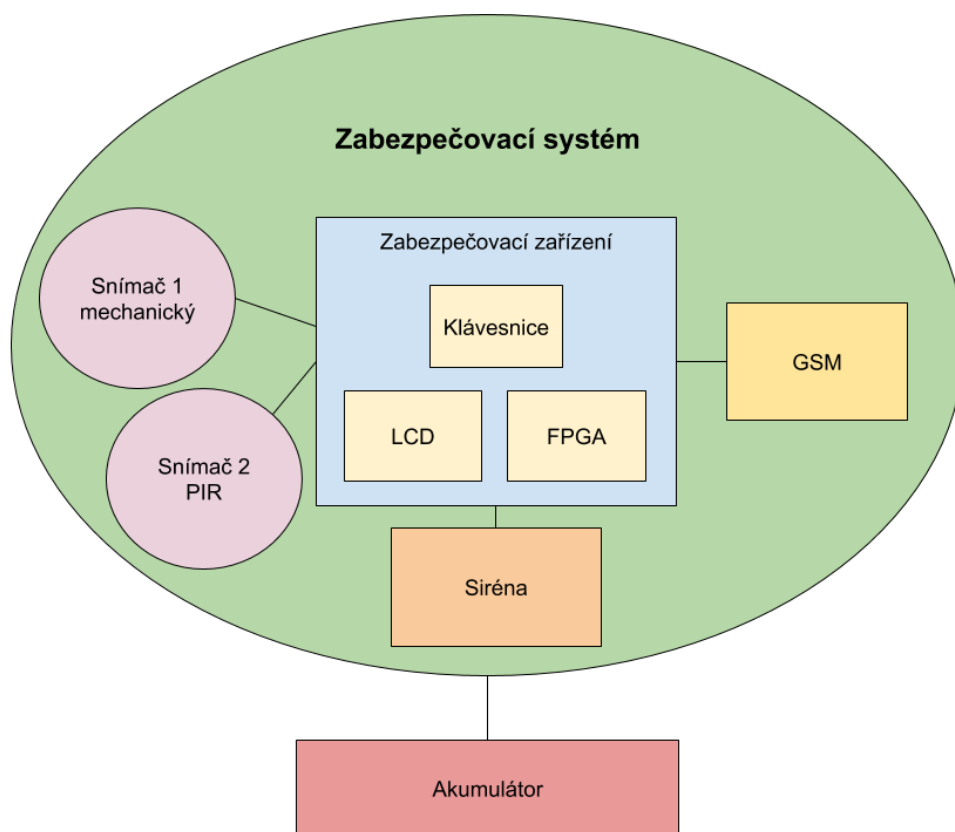 Zabezpečovací systém
Snímač 1
mechanický
Zabezpečovací zařízení
Klávesnice
GSM
LCD
FPGA
Snímač 2
PIR
Siréna
Akumulátor